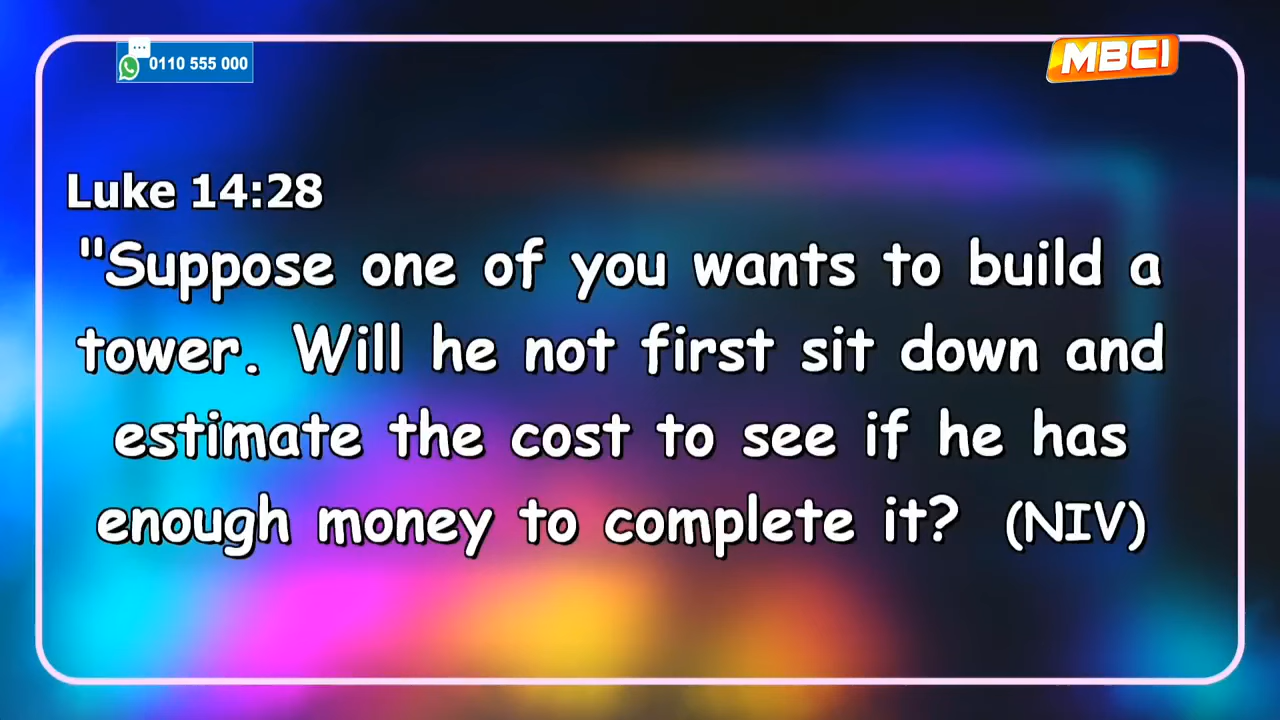 0110 555 000
MBCI
Luke 14:28
"Suppose one of you wants to build a
tower. Will he not first sit down and
estimate the cost to see if he has
enough money to complete it? (NIV)